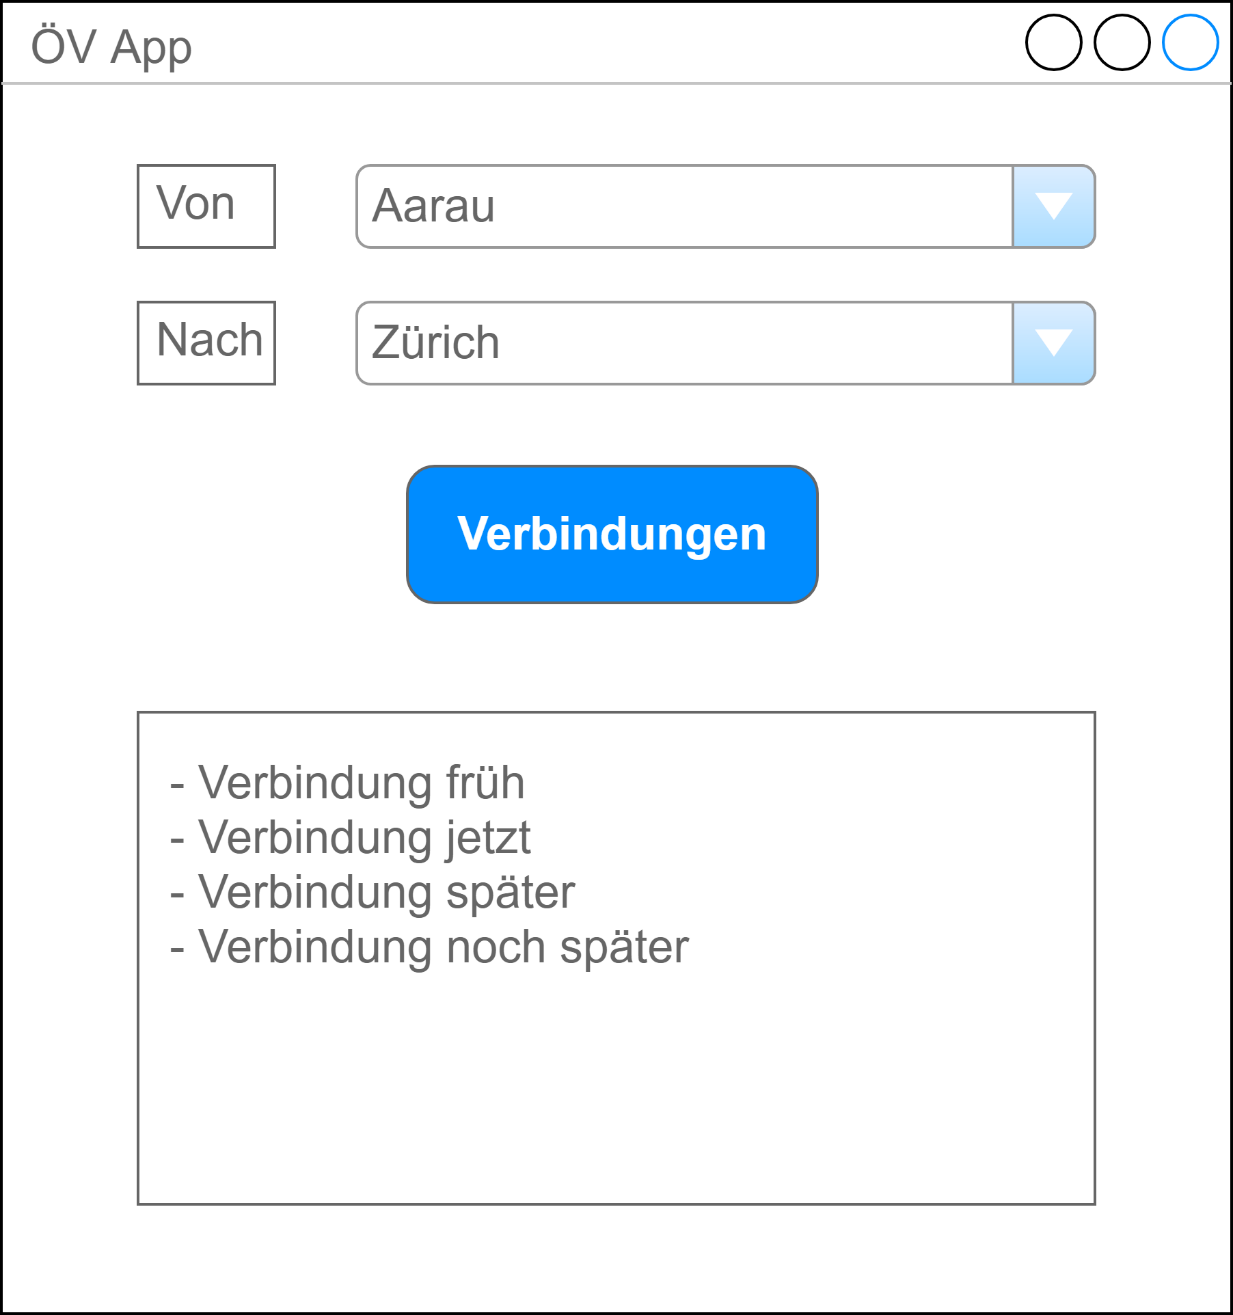 ÖV App
Von
Aarau
Nach
Zürich
Verbindungen
- Verbindung früh
- Verbindung jetzt
- Verbindung später
- Verbindung noch später